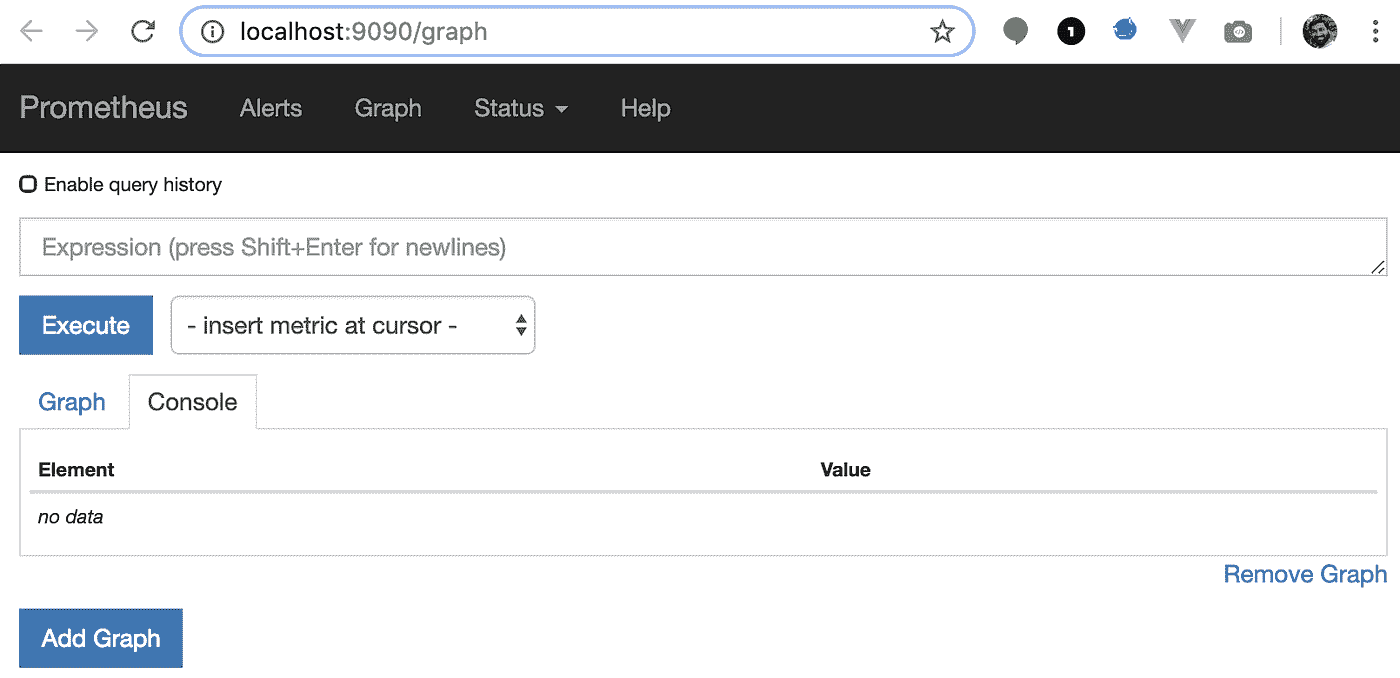 localhost:9090/graph
1
Prometheus Alerts Graph Status Help
Enable query history
Expression (press Shift+Enter for newlines)
Execute - insert metric at cursor -
Graph Console
Element Value
no data
Remove Graph
Add Graph